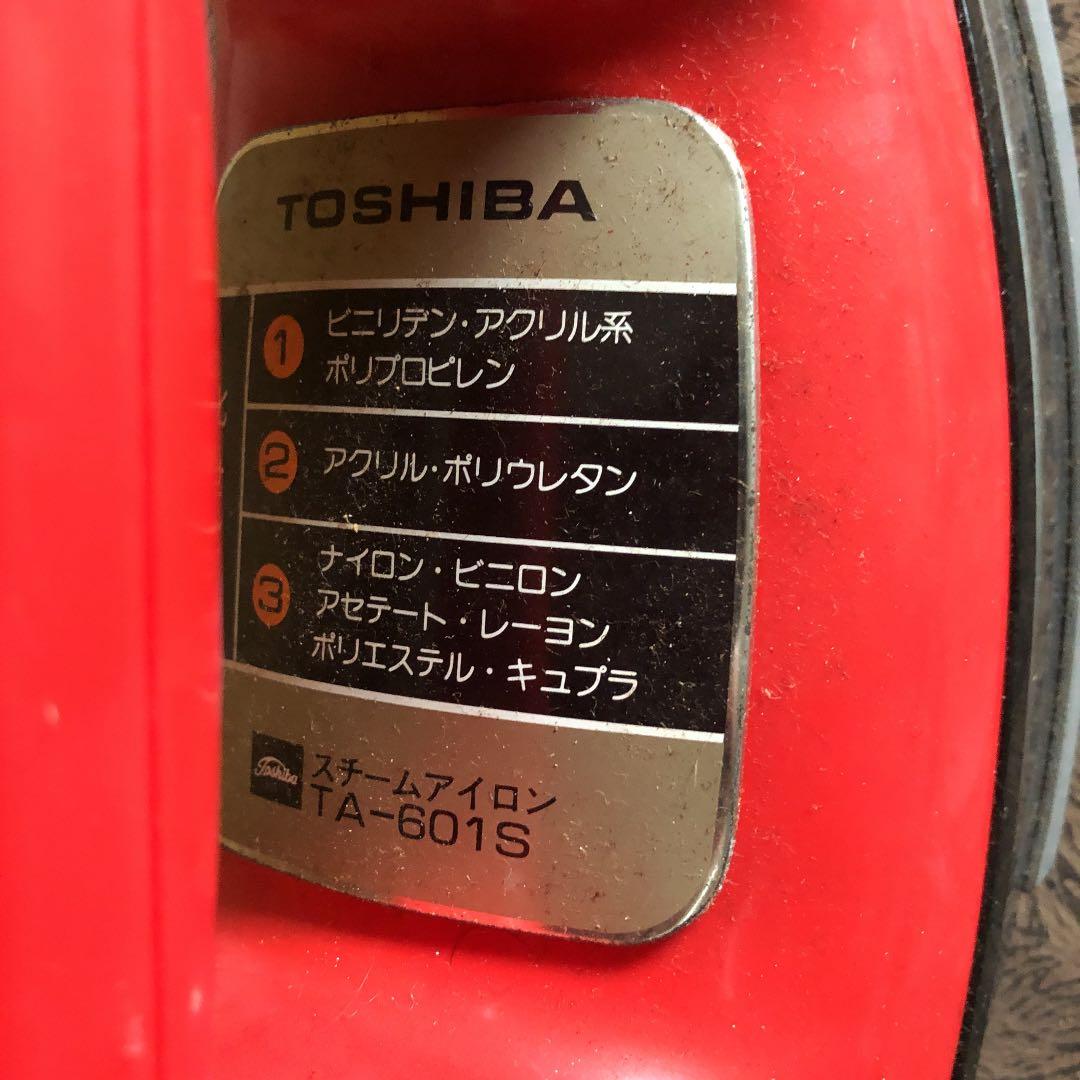 TOSHIBA
1 ビニリデン・アクリル系
ポリプロピレン
2 アクリル・ポリウレタン
3 ナイロン・ビニロン
アセテート・レーヨン
ポリエステル・キュプラ
Toshiba スチームアイロン
TA-601S